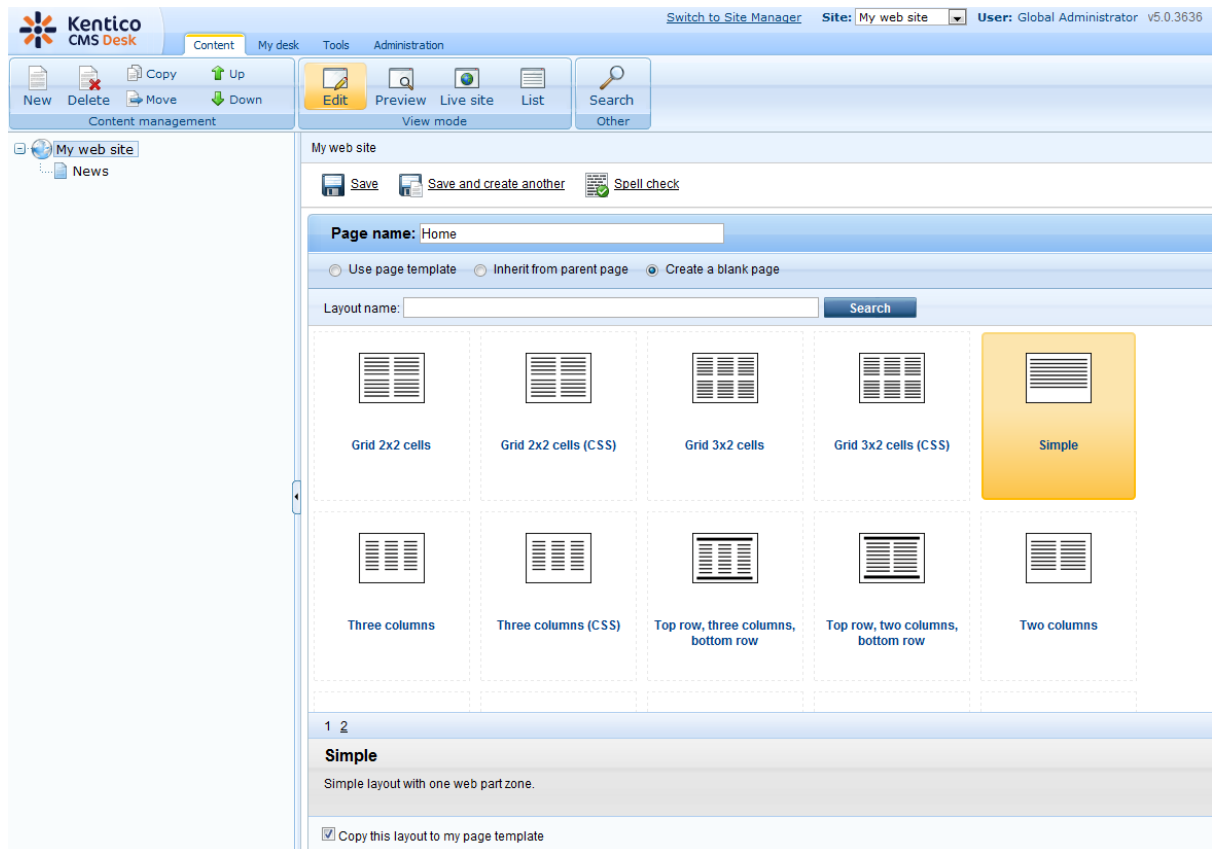 Kentico
CMS Desk
Switch to Site Manager Site: My web site User: Global Administrator v5.0.3636
Content My desk Tools Administration
New Delete Copy Move Up Down
Content management
Edit Preview Live site List
View mode
Search
Other
My web site
News
My web site
Save Save and create another Spell check
Page name: Home
Use page template Inherit from parent page Create a blank page
Layout name: Search
Grid 2x2 cells Grid 2x2 cells (CSS) Grid 3x2 cells Grid 3x2 cells (CSS) Simple
Three columns Three columns (CSS) Top row, three columns, bottom row Top row, two columns, bottom row Two columns
1 2
Simple
Simple layout with one web part zone.
Copy this layout to my page template